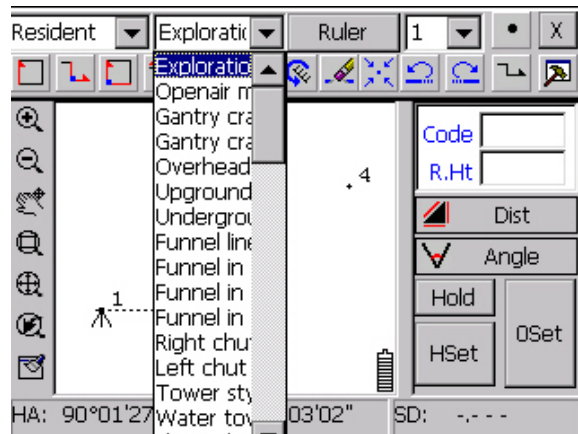 Resident Exploratic Ruler 1 X
Exploratio
Openair m
Gantry cra
Gantry cra
Overhead
Upground
Undergrou
Funnel line
Funnel in
Funnel in
Funnel in
Right chu
Left chut
Tower sty
Water tov
1
4
Code
R.Ht
Dist
Angle
Hold
HSet
0Set
HA: 90°01'27 03'02" SD: -.---